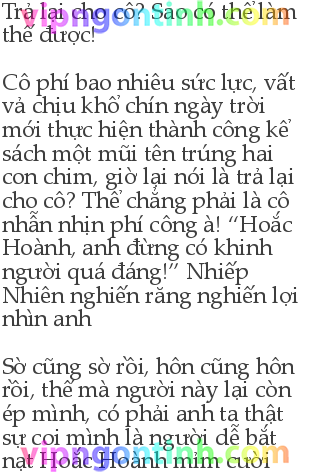 Trả lại cho cô? Sao có thể làm
thế được!
Cô phí bao nhiêu sức lực, vất
vả chịu khổ chín ngày trời
mới thực hiện thành công kế
sách một mũi tên trúng hai
con chim, giờ lại nói là trả lại
cho cô? Thế chẳng phải là cô
nhẫn nhịn phí công à! “Hoắc
Hoành, anh đừng có khinh
người quá đáng!” Nhiếp
Nhiên nghiến răng nghiến lợi
nhìn anh
Sờ cũng sờ rồi, hôn cũng hôn
rồi, thế mà người này lại còn
ép mình, có phải anh ta thật
sự coi mình là người dễ bắt
nạt Hoắc Hoành mỉm cười,
vipngontinh.com
vipngontinh.com